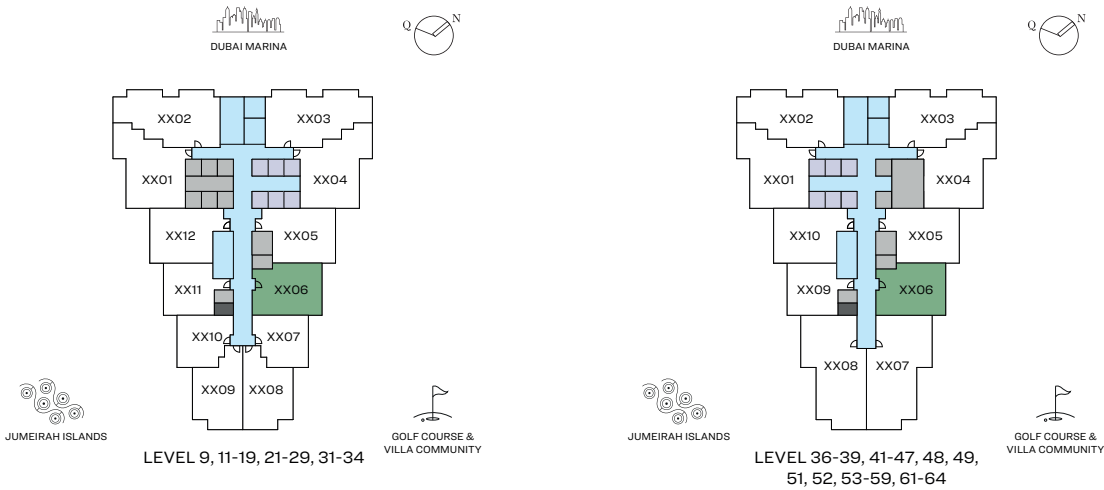 DUBAI MARINA
Q N
XX02 XX03
XX01 XX04
XX12 XX05
XX11 XX06
XX10 XX07
XX09 XX08
JUMEIRAH ISLANDS
GOLF COURSE &
VILLA COMMUNITY
LEVEL 9, 11-19, 21-29, 31-34
DUBAI MARINA
Q N
XX02 XX03
XX01 XX04
XX10 XX05
XX09 XX06
XX08 XX07
JUMEIRAH ISLANDS
GOLF COURSE &
VILLA COMMUNITY
LEVEL 36-39, 41-47, 48, 49,
51, 52, 53-59, 61-64